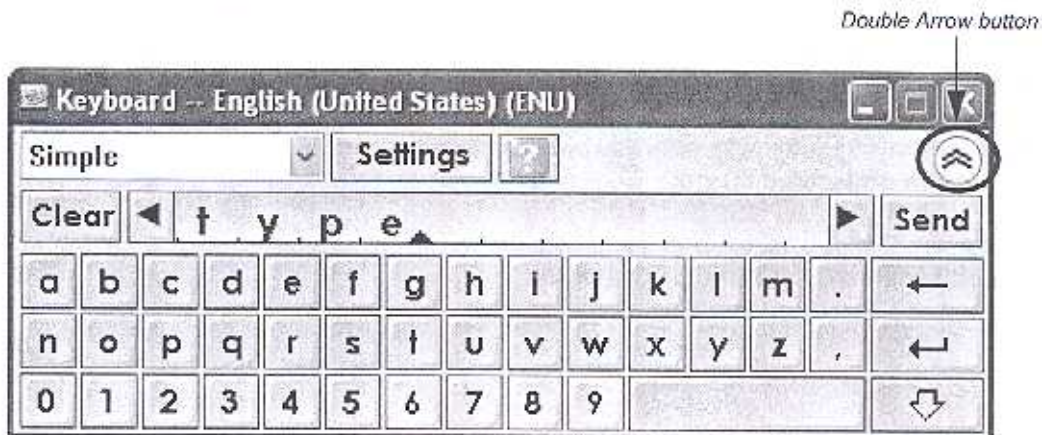 Double Arrow button
Keyboard -- English (United States) (ENU)
Simple Settings ?
Clear type Send
a b c d e f g h i j k l m .
n o p q r s t u v w x y z ,
0 1 2 3 4 5 6 7 8 9